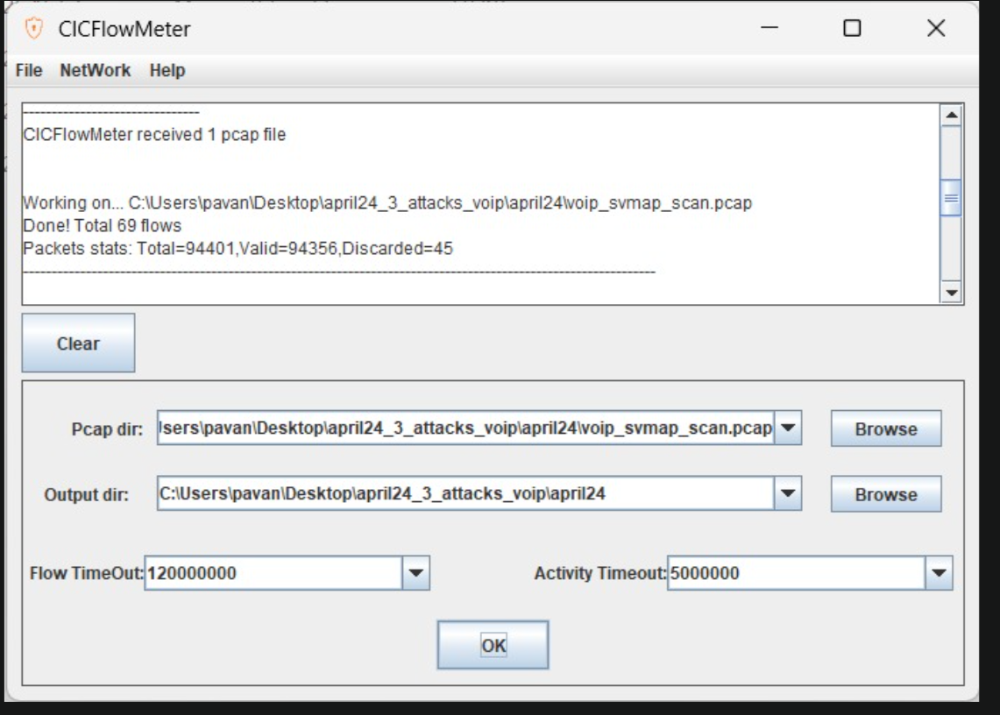 CICFlowMeter
File NetWork Help
-------------------------------
CICFlowMeter received 1 pcap file
Working on... C:\Users\pavan\Desktop\april24_3_attacks_voip\april24\voip_svmap_scan.pcap
Done! Total 69 flows
Packets stats: Total=94401,Valid=94356,Discarded=45
---------------------------------------------------------------------------------------------------------------
Clear
Pcap dir: sers\pavan\Desktop\april24_3_attacks_voip\april24\voip_svmap_scan.pcap Browse
Output dir: C:\Users\pavan\Desktop\april24_3_attacks_voip\april24 Browse
Flow TimeOut: 120000000 Activity Timeout: 5000000
OK